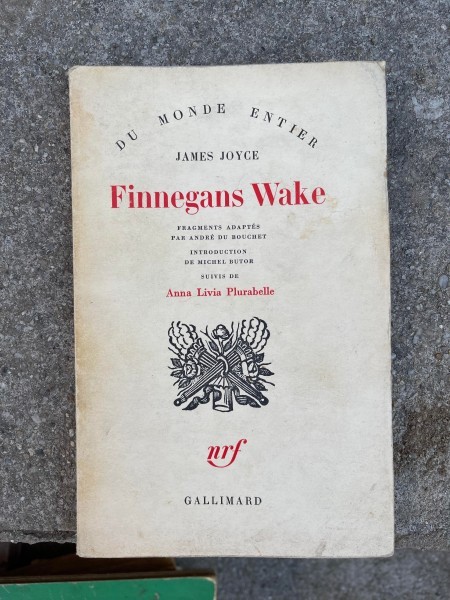 DU MONDE ENTIER
JAMES JOYCE
Finnegans Wake
FRAGMENTS ADAPTÉS
PAR ANDRÉ DU BOUCHET
INTRODUCTION
DE MICHEL BUTOR
SUIVIS DE
Anna Livia Plurabelle
nrf
GALLIMARD